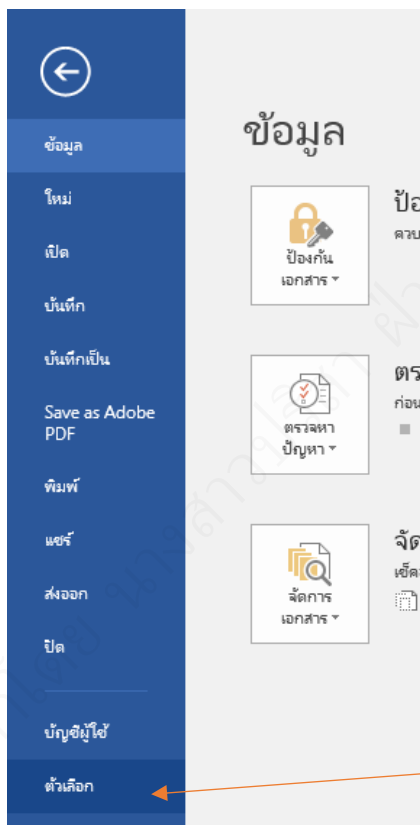 ข้อมูล
ใหม่
เปิด
บันทึก
บันทึกเป็น
Save as Adobe
PDF
พิมพ์
แชร์
ส่งออก
ปิด
บัญชีผู้ใช้
ตัวเลือก
ข้อมูล
ป้องกัน
เอกสาร
ตรวจหา
ปัญหา
จัดการ
เอกสาร